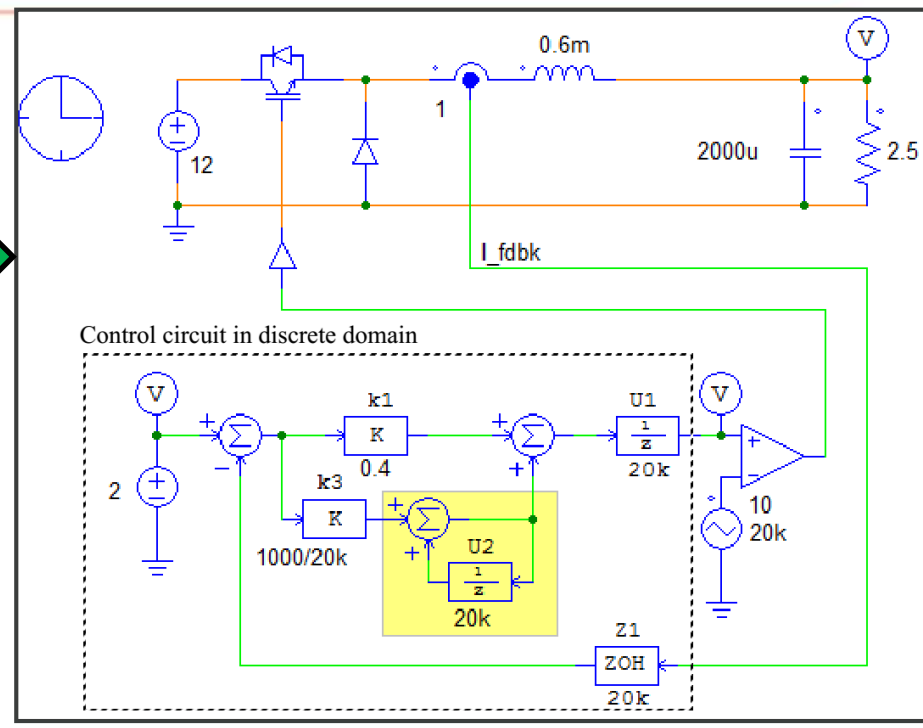 V
0.6m
1
12
2000u
2.5
I_fdbk
Control circuit in discrete domain
V
k1
U1
V
+
Σ
K
+
Σ
1/z
+
−
0.4
+
20k
−
2
k3
10
K
+
Σ
20k
1000/20k
+
U2
1/z
20k
Z1
ZOH
20k